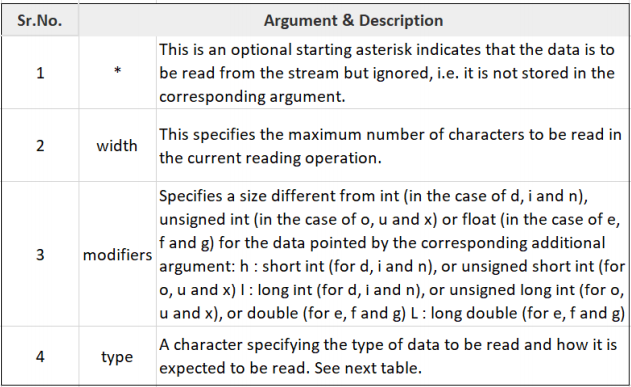 Sr.No. Argument & Description
This is an optional starting asterisk indicates that the data is to
1 * be read from the stream but ignored, i.e. it is not stored in the
corresponding argument.
2 width This specifies the maximum number of characters to be read in
the current reading operation.
Specifies a size different from int (in the case of d, i and n),
unsigned int (in the case of o, u and x) or float (in the case of e,
f and g) for the data pointed by the corresponding additional
3 modifiers argument: h : short int (for d, i and n), or unsigned short int (for
o, u and x) l : long int (for d, i and n), or unsigned long int (for o,
u and x), or double (for e, f and g) L : long double (for e, f and g)
4 type A character specifying the type of data to be read and how it is
expected to be read. See next table.